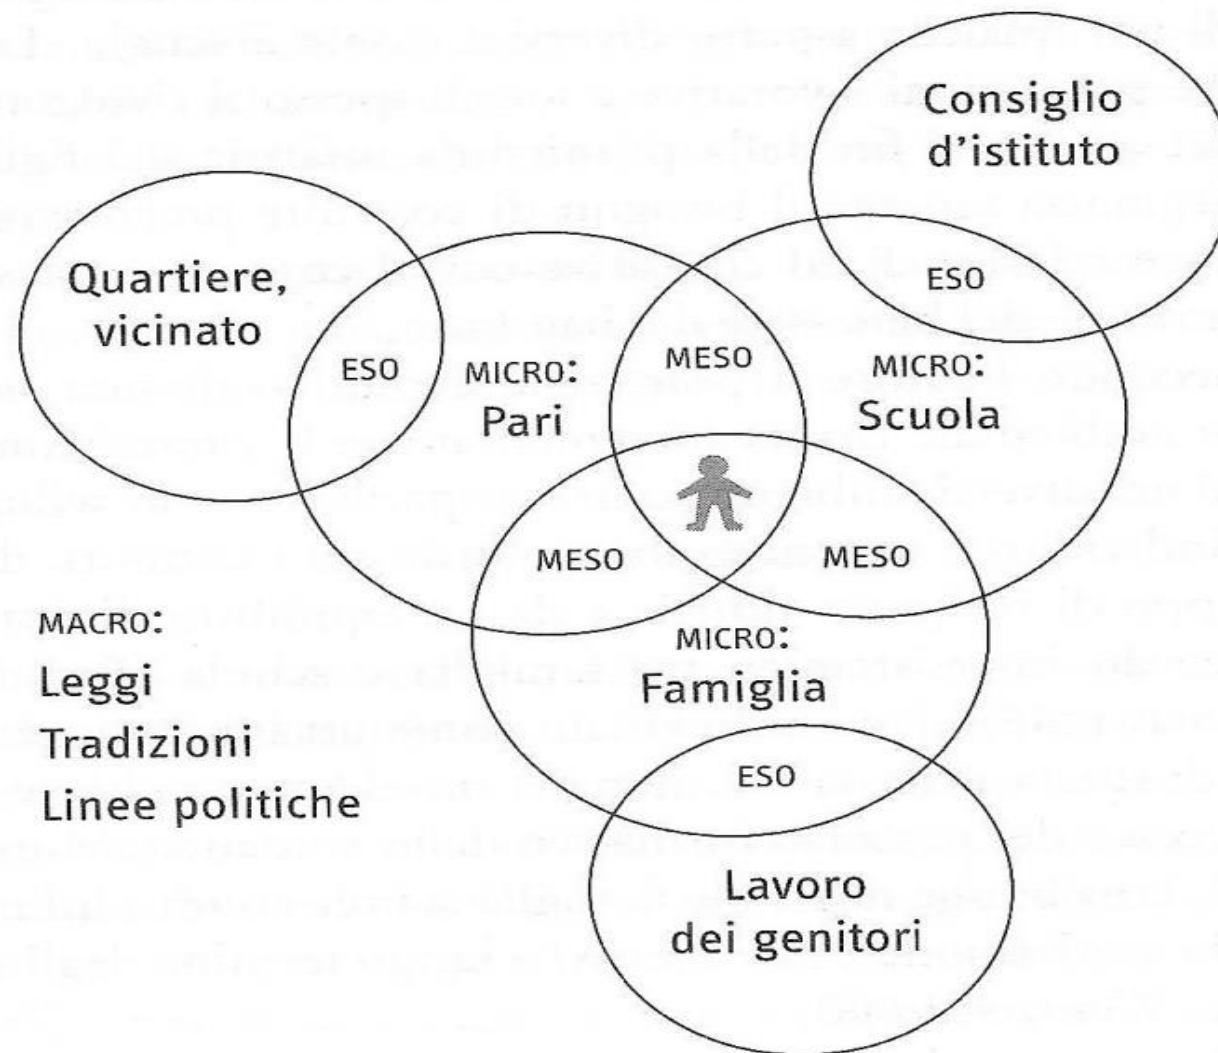 Consiglio
d'istituto
Quartiere,
vicinato
ESO
ESO
MICRO:
Pari
MESO
MICRO:
Scuola
MESO
MESO
MACRO:
Leggi
Tradizioni
Linee politiche
MICRO:
Famiglia
ESO
Lavoro
dei genitori